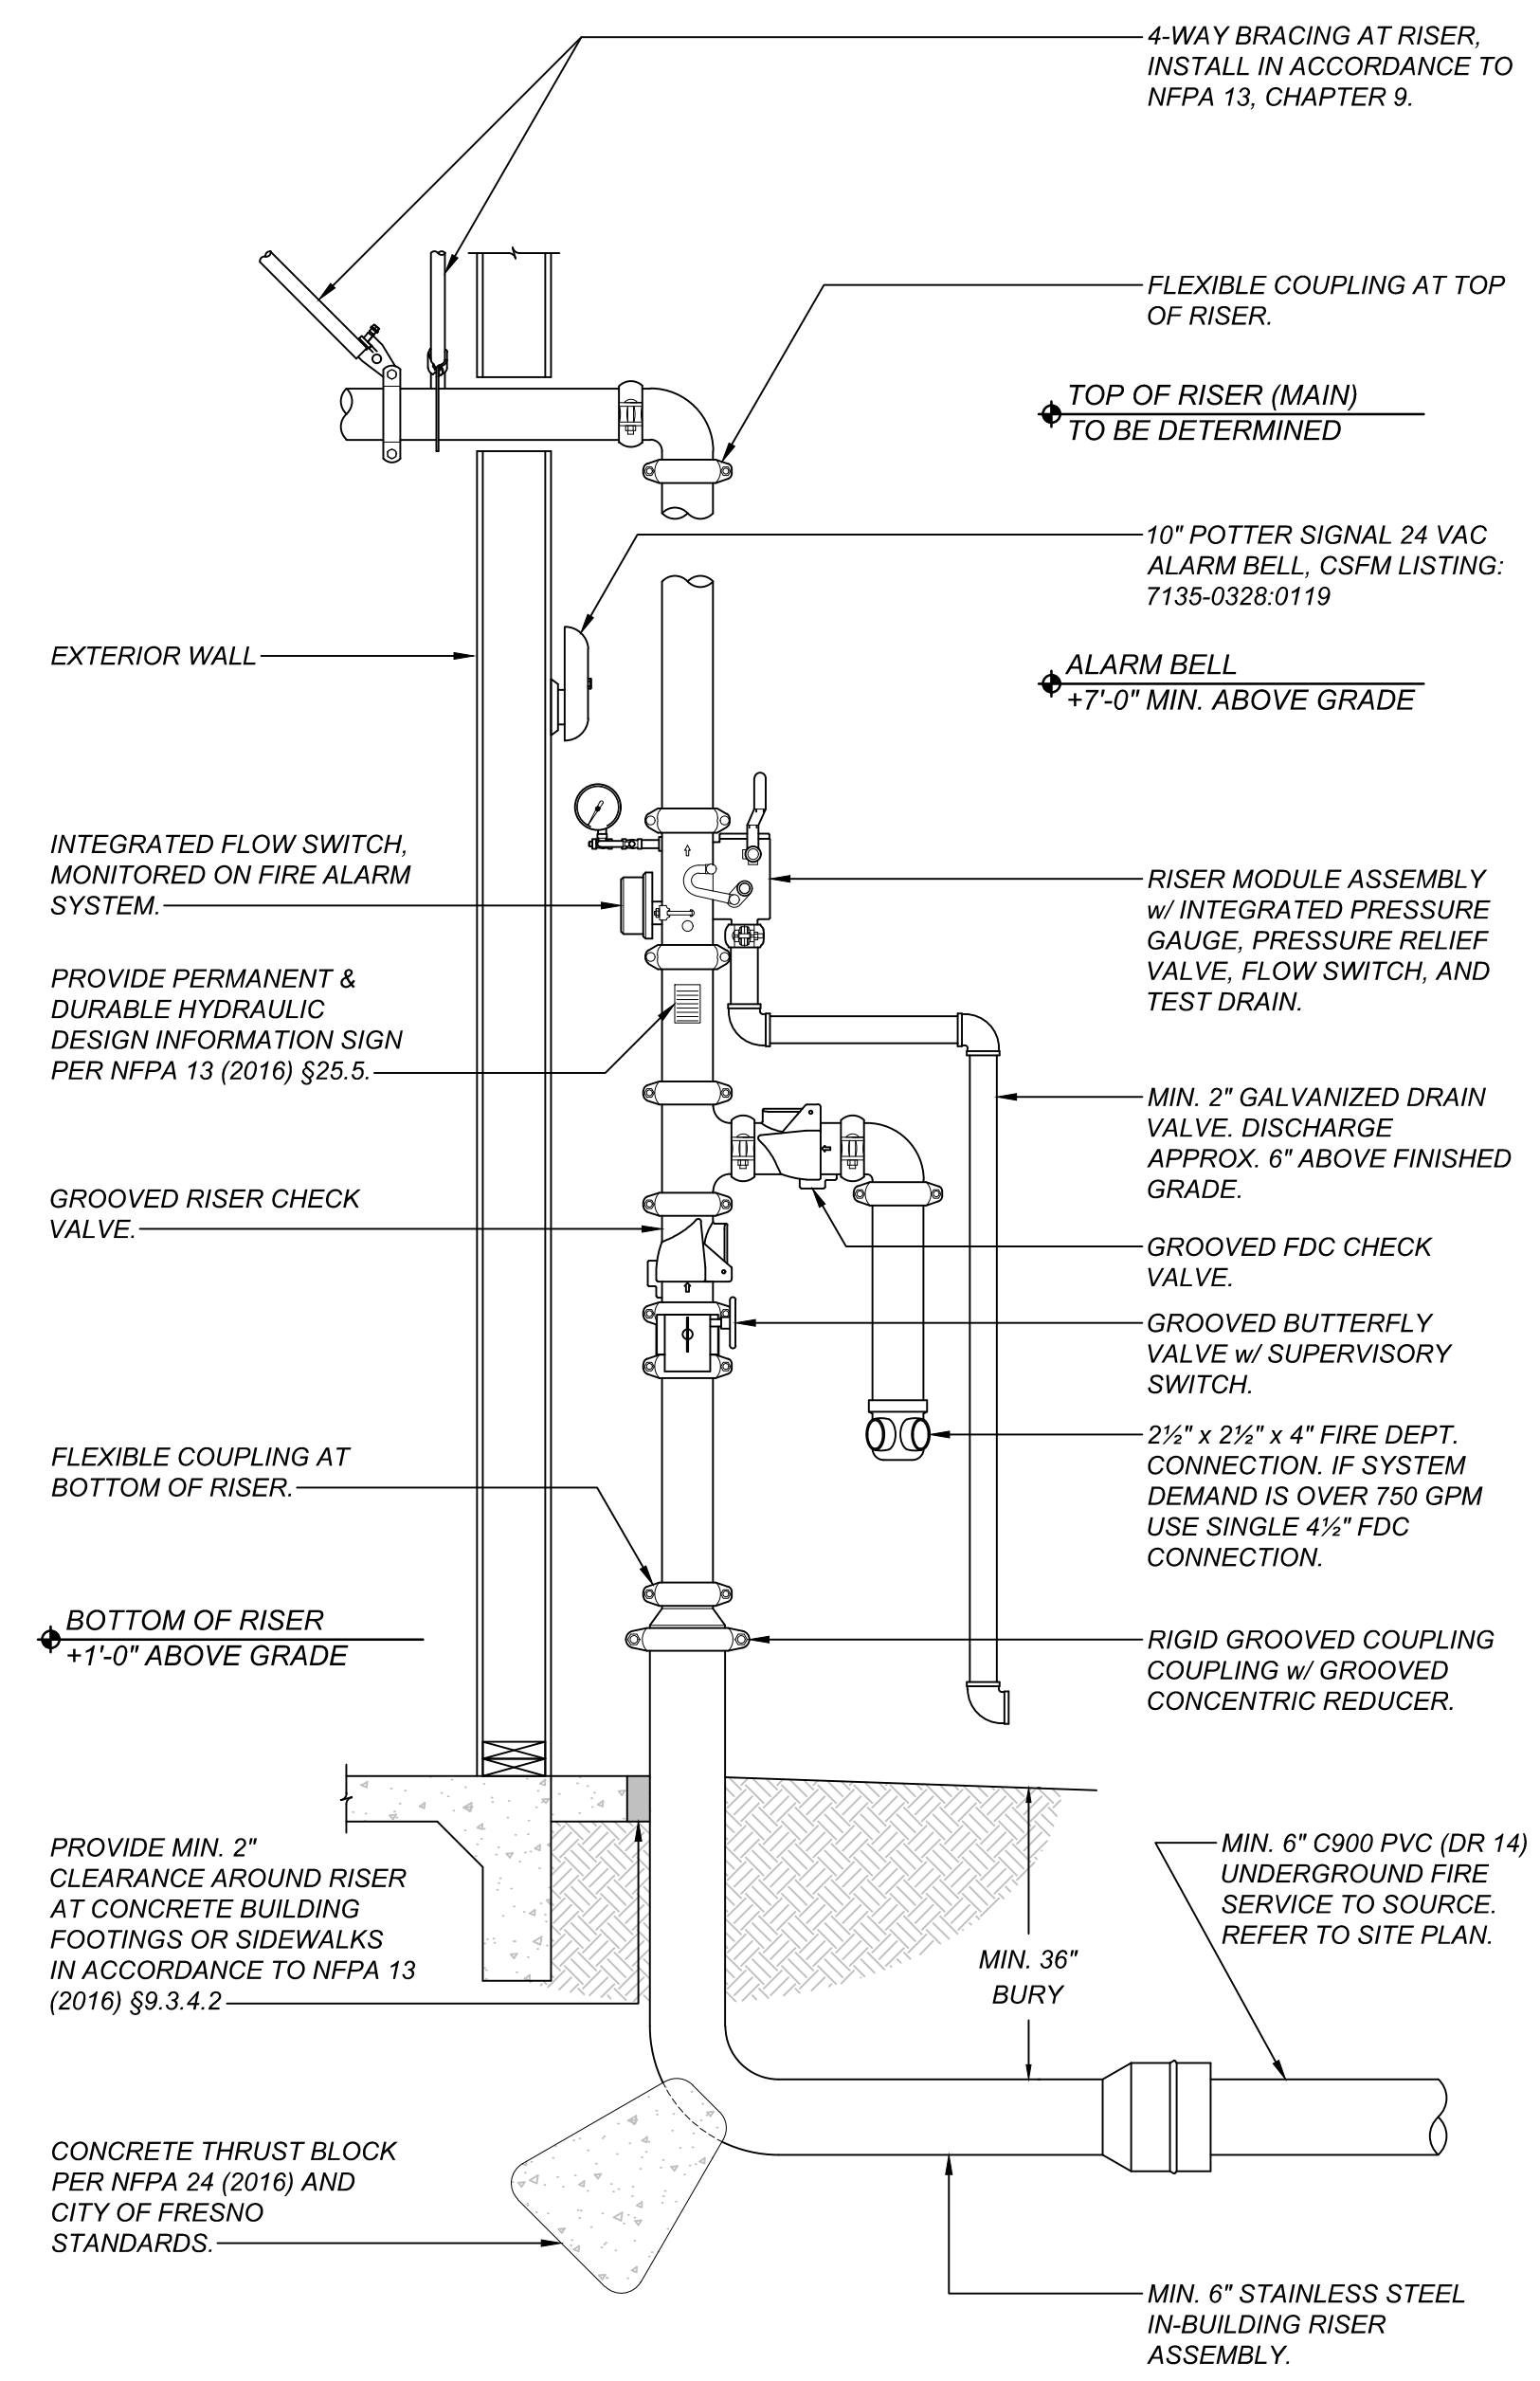 4-WAY BRACING AT RISER,
INSTALL IN ACCORDANCE TO
NFPA 13, CHAPTER 9.
FLEXIBLE COUPLING AT TOP
OF RISER.
TOP OF RISER (MAIN)
TO BE DETERMINED
10" POTTER SIGNAL 24 VAC
ALARM BELL, CSFM LISTING:
7135-0328:0119
EXTERIOR WALL
ALARM BELL
+7'-0" MIN. ABOVE GRADE
INTEGRATED FLOW SWITCH,
MONITORED ON FIRE ALARM
SYSTEM.
RISER MODULE ASSEMBLY
w/ INTEGRATED PRESSURE
GAUGE, PRESSURE RELIEF
VALVE, FLOW SWITCH, AND
TEST DRAIN.
PROVIDE PERMANENT &
DURABLE HYDRAULIC
DESIGN INFORMATION SIGN
PER NFPA 13 (2016) §25.5.
MIN. 2" GALVANIZED DRAIN
VALVE. DISCHARGE
APPROX. 6" ABOVE FINISHED
GRADE.
GROOVED RISER CHECK
VALVE.
GROOVED FDC CHECK
VALVE.
GROOVED BUTTERFLY
VALVE w/ SUPERVISORY
SWITCH.
2½" x 2½" x 4" FIRE DEPT.
CONNECTION. IF SYSTEM
DEMAND IS OVER 750 GPM
USE SINGLE 4½" FDC
CONNECTION.
FLEXIBLE COUPLING AT
BOTTOM OF RISER.
BOTTOM OF RISER
+1'-0" ABOVE GRADE
RIGID GROOVED COUPLING
COUPLING w/ GROOVED
CONCENTRIC REDUCER.
PROVIDE MIN. 2"
CLEARANCE AROUND RISER
AT CONCRETE BUILDING
FOOTINGS OR SIDEWALKS
IN ACCORDANCE TO NFPA 13
(2016) §9.3.4.2
MIN. 36"
BURY
MIN. 6" C900 PVC (DR 14)
UNDERGROUND FIRE
SERVICE TO SOURCE.
REFER TO SITE PLAN.
CONCRETE THRUST BLOCK
PER NFPA 24 (2016) AND
CITY OF FRESNO
STANDARDS.
MIN. 6" STAINLESS STEEL
IN-BUILDING RISER
ASSEMBLY.